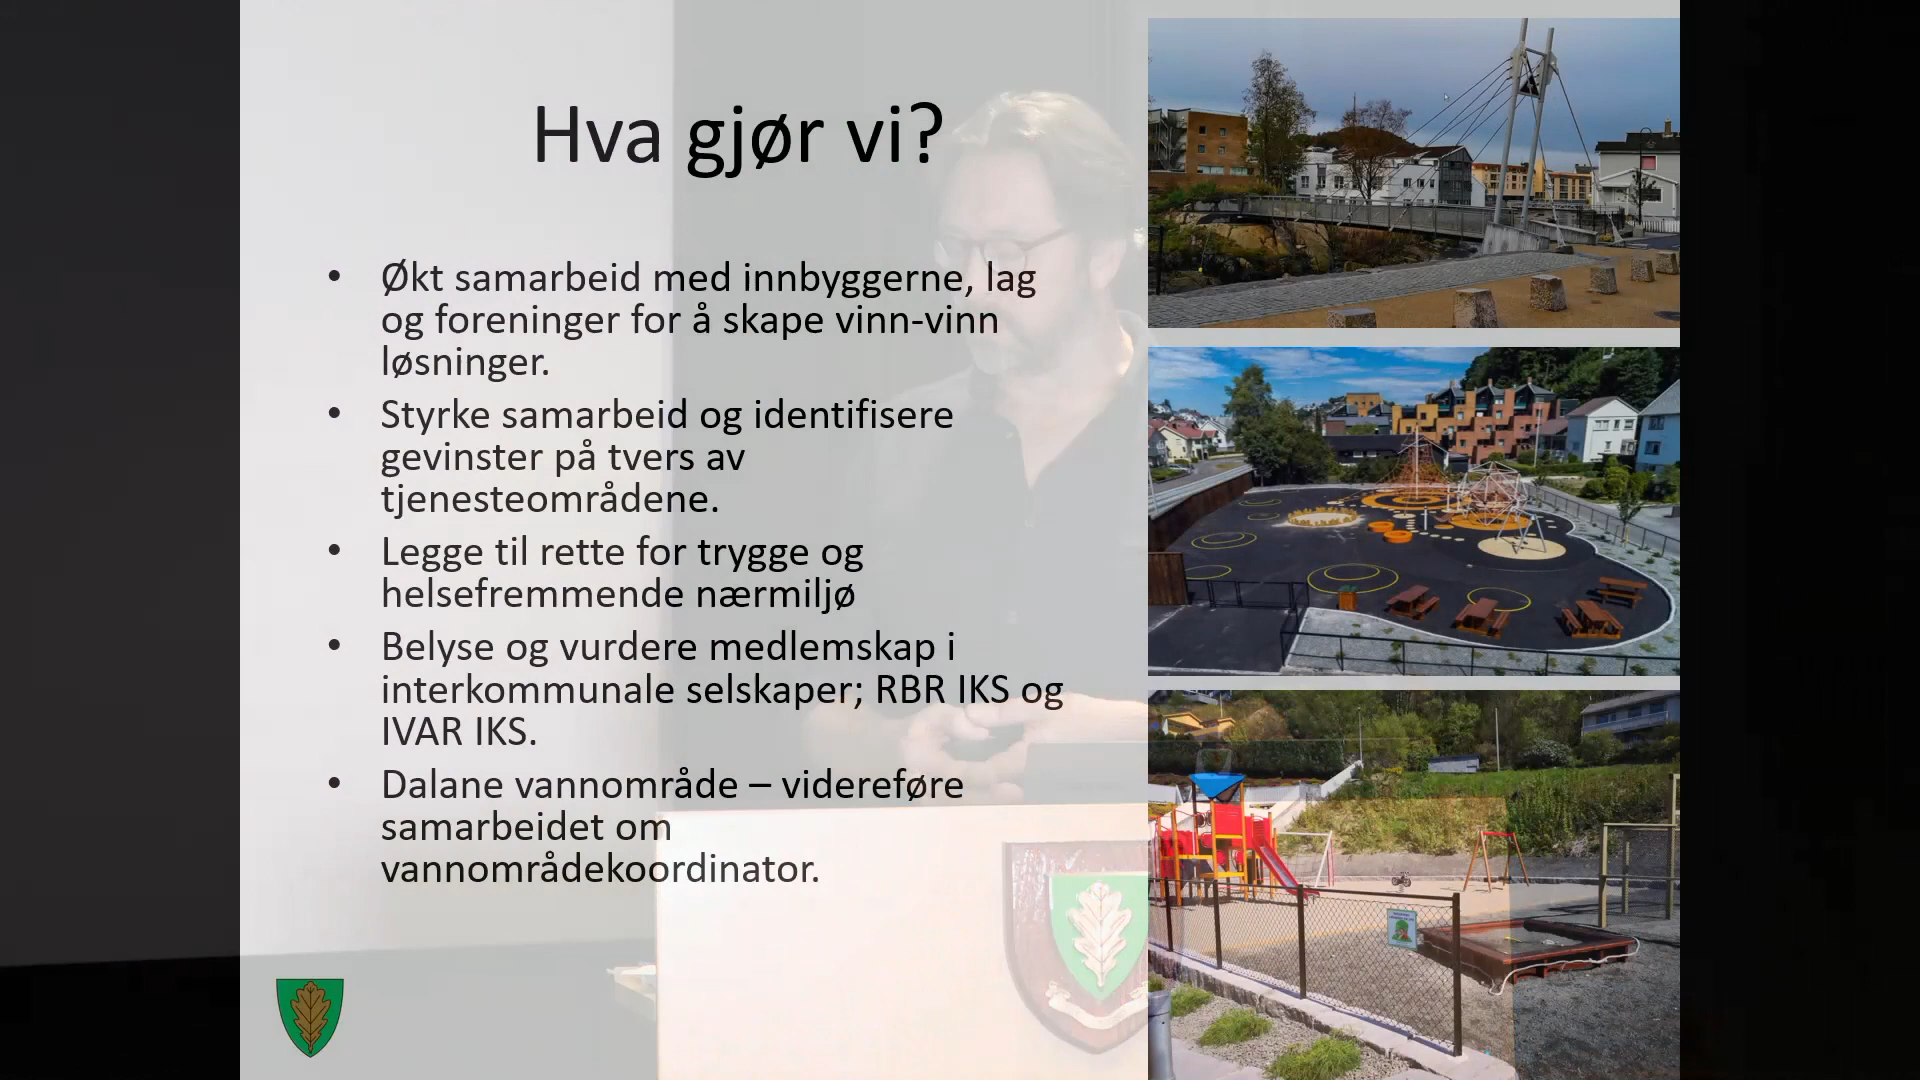 Hva gjør vi?
• Økt samarbeid med innbyggerne, lag
og foreninger for å skape vinn-vinn
løsninger.
• Styrke samarbeid og identifisere
gevinster på tvers av
tjenesteområdene.
• Legge til rette for trygge og
helsefremmende nærmiljø
• Belyse og vurdere medlemskap i
interkommunale selskaper; RBR IKS og
IVAR IKS.
• Dalane vannområde – videreføre
samarbeidet om
vannområdekoordinator.